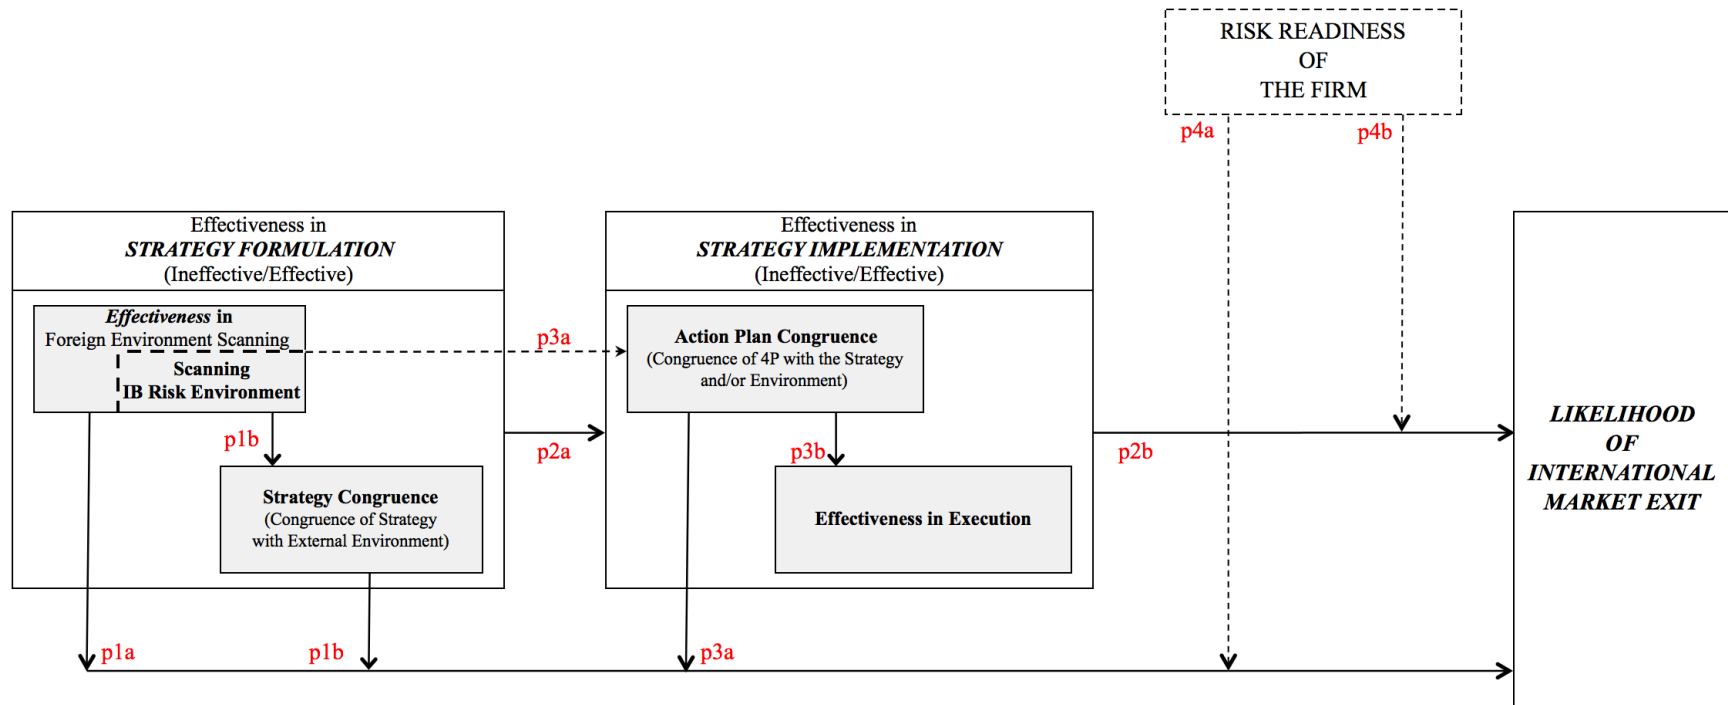 RISK READINESS
OF
THE FIRM
p4a
p4b
Effectiveness in
STRATEGY FORMULATION
(Ineffective/Effective)
Effectiveness in
Foreign Environment Scanning
Scanning
IB Risk Environment
p1b
Strategy Congruence
(Congruence of Strategy
with External Environment)
p1a
p1b
p3a
p2a
Effectiveness in
STRATEGY IMPLEMENTATION
(Ineffective/Effective)
Action Plan Congruence
(Congruence of 4P with the Strategy
and/or Environment)
p3b
Effectiveness in Execution
p3a
p2b
LIKELIHOOD
OF
INTERNATIONAL
MARKET EXIT